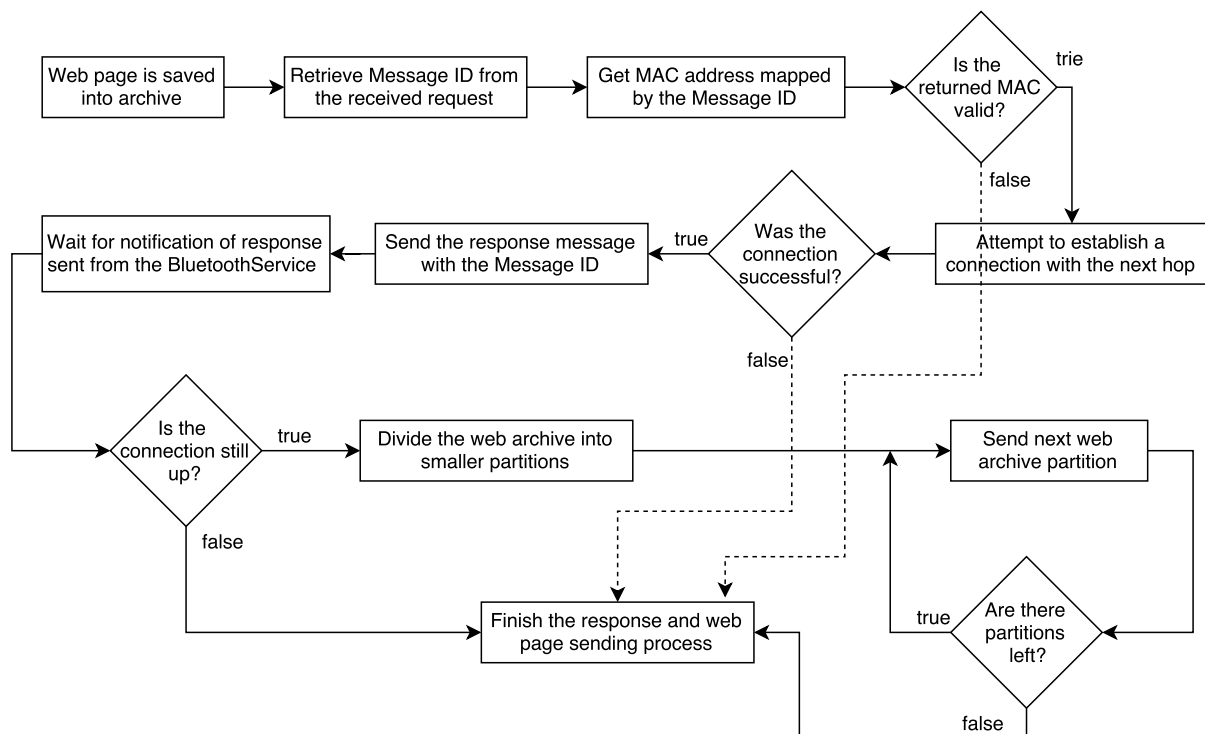 Web page is saved
into archive
Retrieve Message ID from
the received request
Get MAC address mapped
by the Message ID
Is the
returned MAC
valid?
trie
false
Attempt to establish a
connection with the next hop
Was the
connection
successful?
true
false
Send the response message
with the Message ID
Wait for notification of response
sent from the BluetoothService
Is the
connection still
up?
true
false
Divide the web archive into
smaller partitions
Send next web
archive partition
Are there
partitions
left?
true
false
Finish the response and web
page sending process